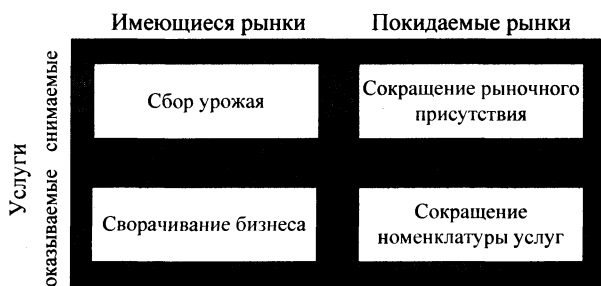 Имеющиеся рынки
Покидаемые рынки
Услуги
снимаемые
Сбор урожая
Сокращение рыночного
присутствия
оказываемые
Сворачивание бизнеса
Сокращение
номенклатуры услуг